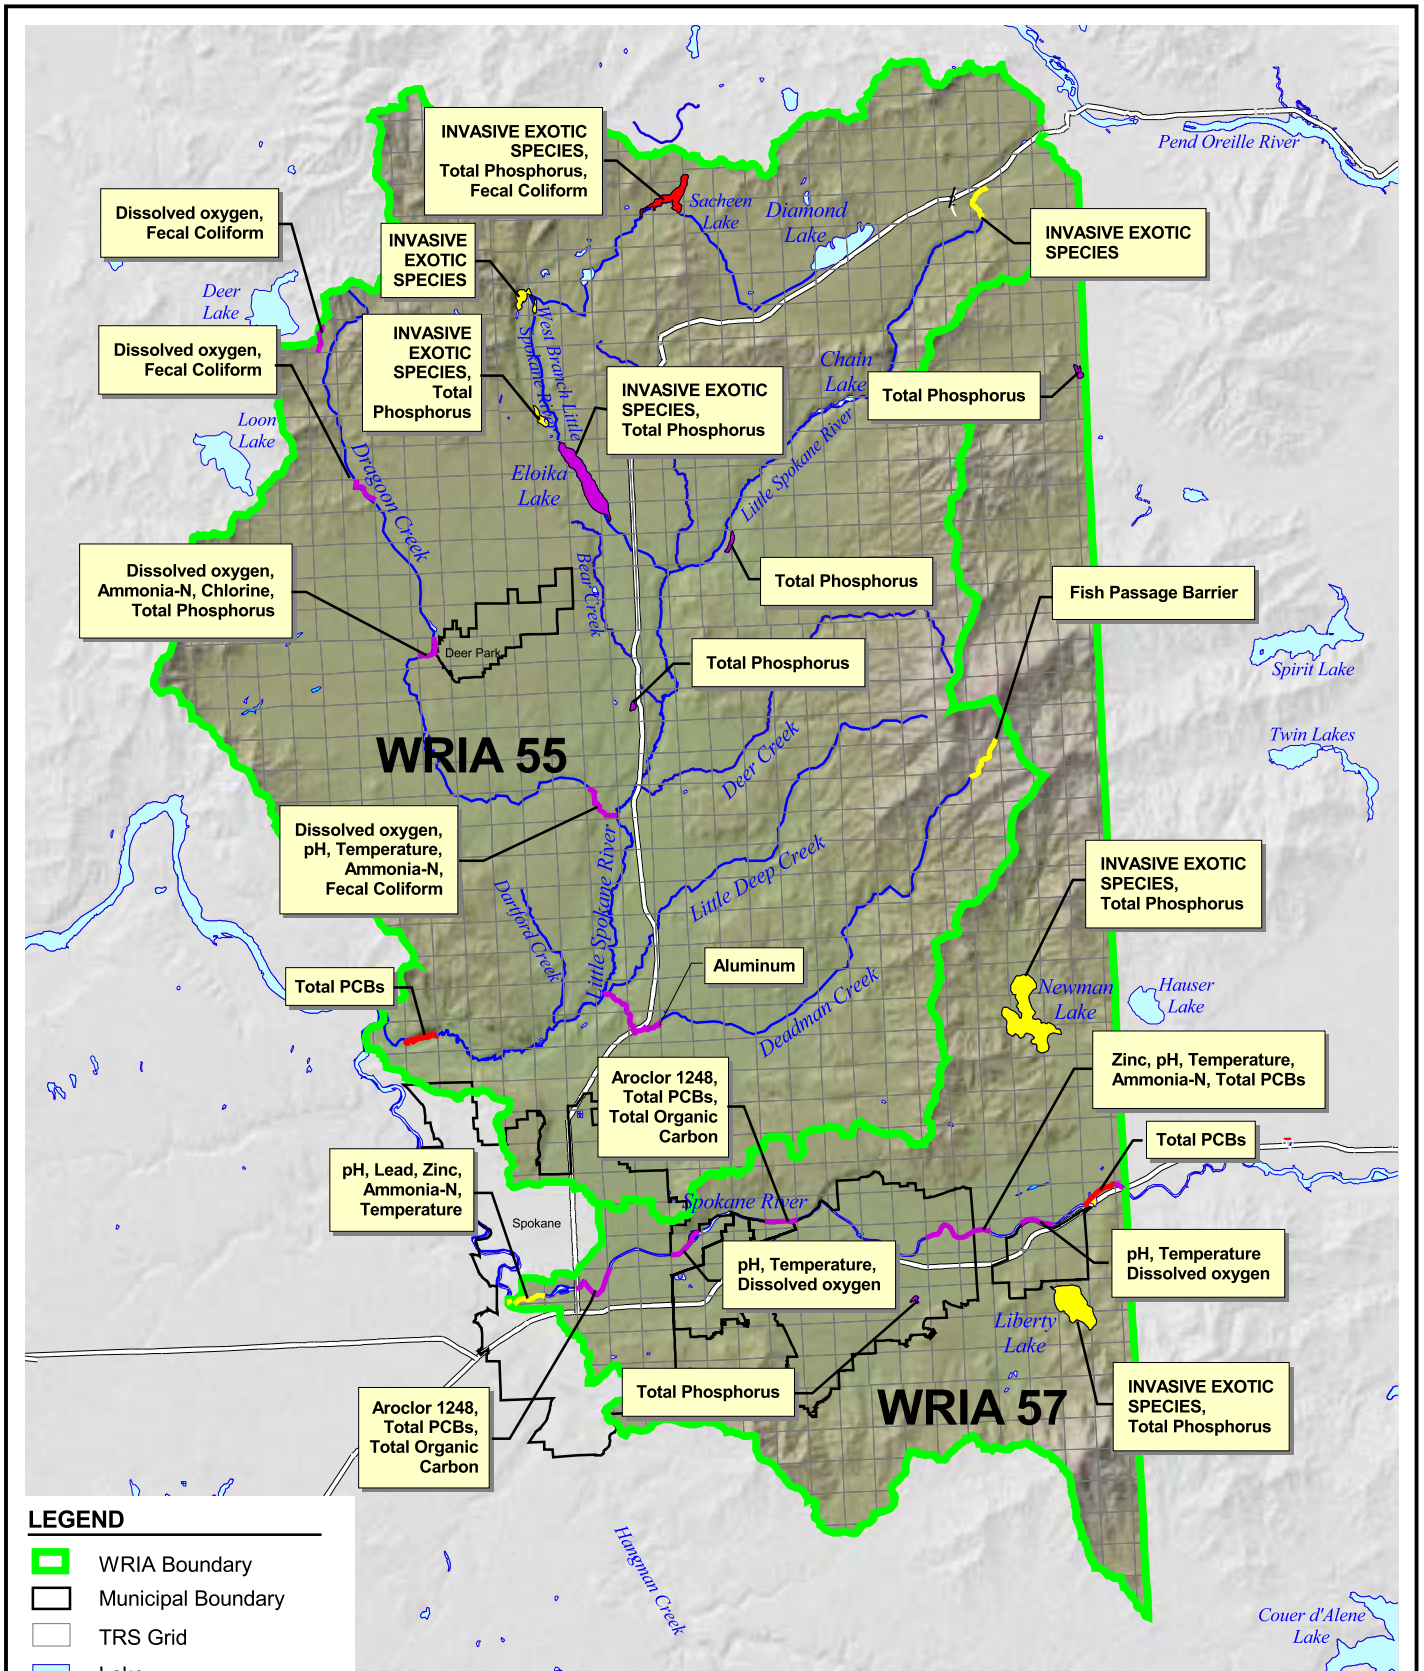 Pend Oreille River
INVASIVE EXOTIC
SPECIES,
Total Phosphorus,
Fecal Coliform
Sacheen
Lake
Diamond
Lake
INVASIVE EXOTIC
SPECIES
Dissolved oxygen,
Fecal Coliform
INVASIVE
EXOTIC
SPECIES
Deer
Lake
West Branch Little
Spokane River
INVASIVE
EXOTIC
SPECIES,
Total
Phosphorus
Dissolved oxygen,
Fecal Coliform
INVASIVE EXOTIC
SPECIES,
Total Phosphorus
Chain
Lake
Total Phosphorus
Loon
Lake
Dragoon Creek
Eloika
Lake
Little Spokane River
Dissolved oxygen,
Ammonia-N, Chlorine,
Total Phosphorus
Bear Creek
Total Phosphorus
Fish Passage Barrier
Deer Park
Total Phosphorus
Spirit Lake
Twin Lakes
WRIA 55
Deer Creek
Dissolved oxygen,
pH, Temperature,
Ammonia-N,
Fecal Coliform
Little Spokane River
Dartford Creek
Little Deep Creek
INVASIVE EXOTIC
SPECIES,
Total Phosphorus
Aluminum
Total PCBs
Deadman Creek
Newman
Lake
Hauser
Lake
Zinc, pH, Temperature,
Ammonia-N, Total PCBs
Aroclor 1248,
Total PCBs,
Total Organic
Carbon
Total PCBs
pH, Lead, Zinc,
Ammonia-N,
Temperature
Spokane River
Spokane
pH, Temperature,
Dissolved oxygen
pH, Temperature
Dissolved oxygen
Liberty
Lake
Total Phosphorus
WRIA 57
INVASIVE EXOTIC
SPECIES,
Total Phosphorus
Aroclor 1248,
Total PCBs,
Total Organic
Carbon
Hangman Creek
Couer d'Alene
Lake
LEGEND
WRIA Boundary
Municipal Boundary
TRS Grid
Lake